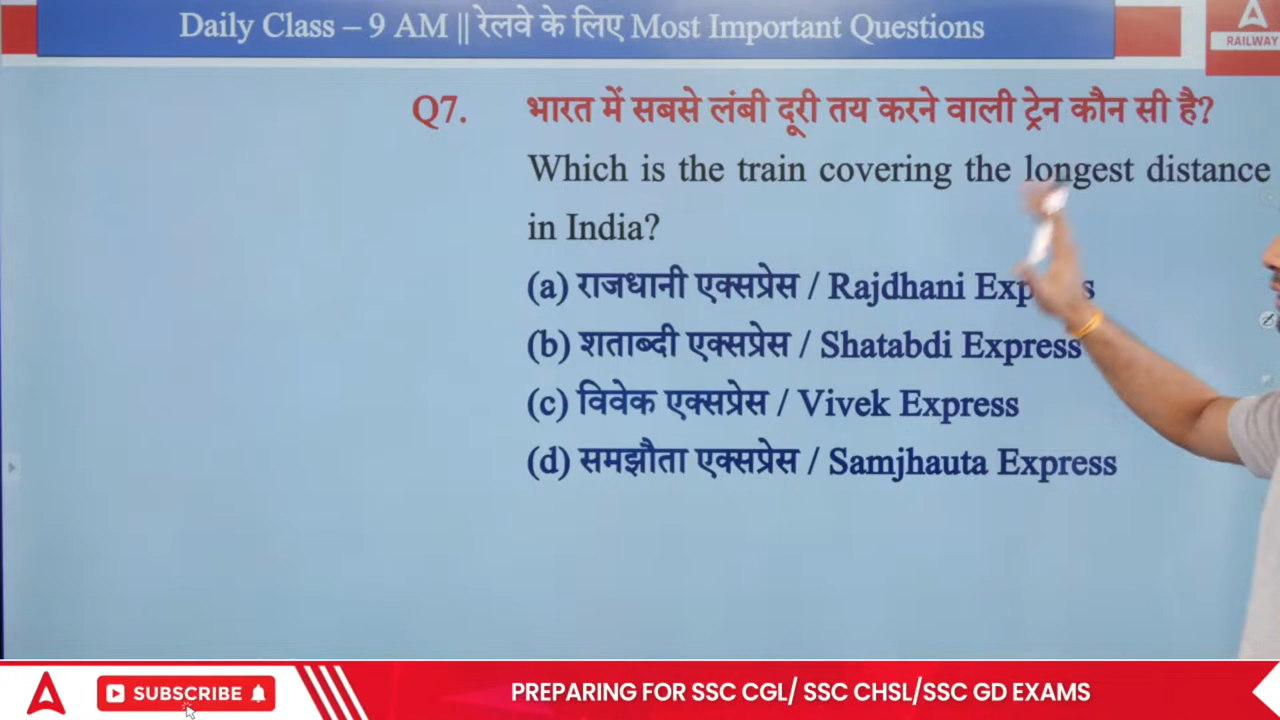 Daily Class – 9 AM || रेलवे के लिए Most Important Questions
RAILWAY
Q7. भारत में सबसे लंबी दूरी तय करने वाली ट्रेन कौन सी है?
Which is the train covering the longest distance
in India?
(a) राजधानी एक्सप्रेस / Rajdhani
(b) शताब्दी एक्सप्रेस / Shatabdi Express
(c) विवेक एक्सप्रेस / Vivek Express
(d) समझौता एक्सप्रेस / Samjhauta Express
SUBSCRIBE
PREPARING FOR SSC CGL/ SSC CHSL/SSC GD EXAMS